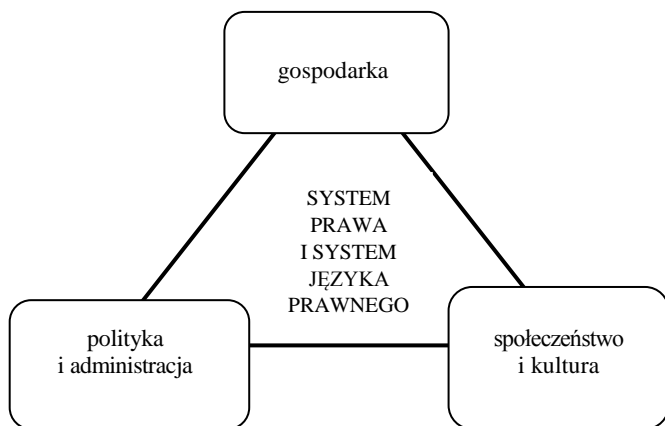 gospodarka
SYSTEM
PRAWA
I SYSTEM
JĘZYKA
PRAWNEGO
polityka
i administracja
społeczeństwo
i kultura